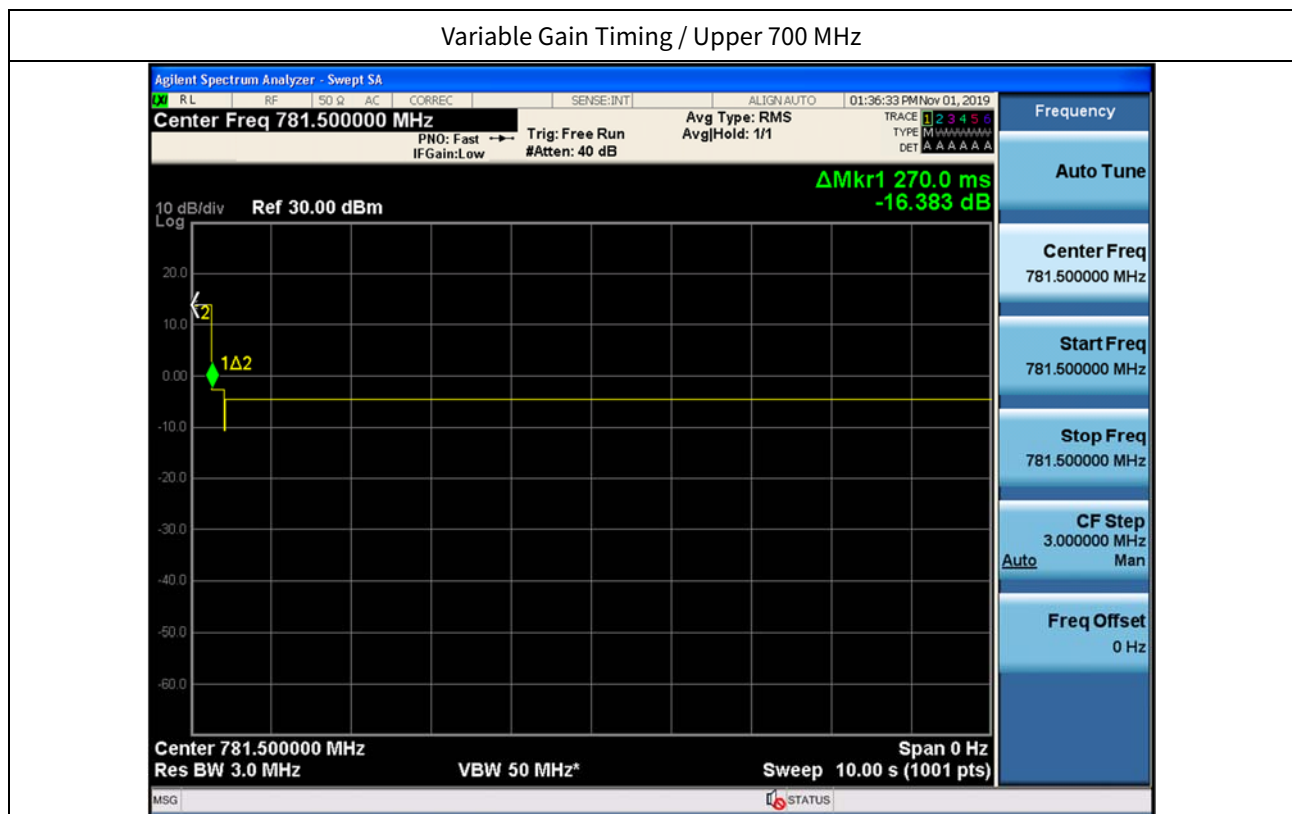 Variable Gain Timing / Upper 700 MHz
Agilent Spectrum Analyzer - Swept SA
LXI RL RF 50 Ω AC CORREC SENSE:INT ALIGN AUTO 01:36:33 PM Nov 01, 2019
Center Freq 781.500000 MHz
PNO: Fast
IFGain:Low
Trig: Free Run
#Atten: 40 dB
Avg Type: RMS
Avg|Hold: 1/1
TRACE 1 2 3 4 5 6
TYPE M
DET A A A A A A
Frequency
Auto Tune
Center Freq
781.500000 MHz
Start Freq
781.500000 MHz
Stop Freq
781.500000 MHz
CF Step
3.000000 MHz
Auto Man
Freq Offset
0 Hz
ΔMkr1 270.0 ms
-16.383 dB
10 dB/div Ref 30.00 dBm
Log
20.0
10.0
0.00
-10.0
-20.0
-30.0
-40.0
-50.0
-60.0
2
1Δ2
Center 781.500000 MHz Span 0 Hz
Res BW 3.0 MHz VBW 50 MHz* Sweep 10.00 s (1001 pts)
MSG STATUS